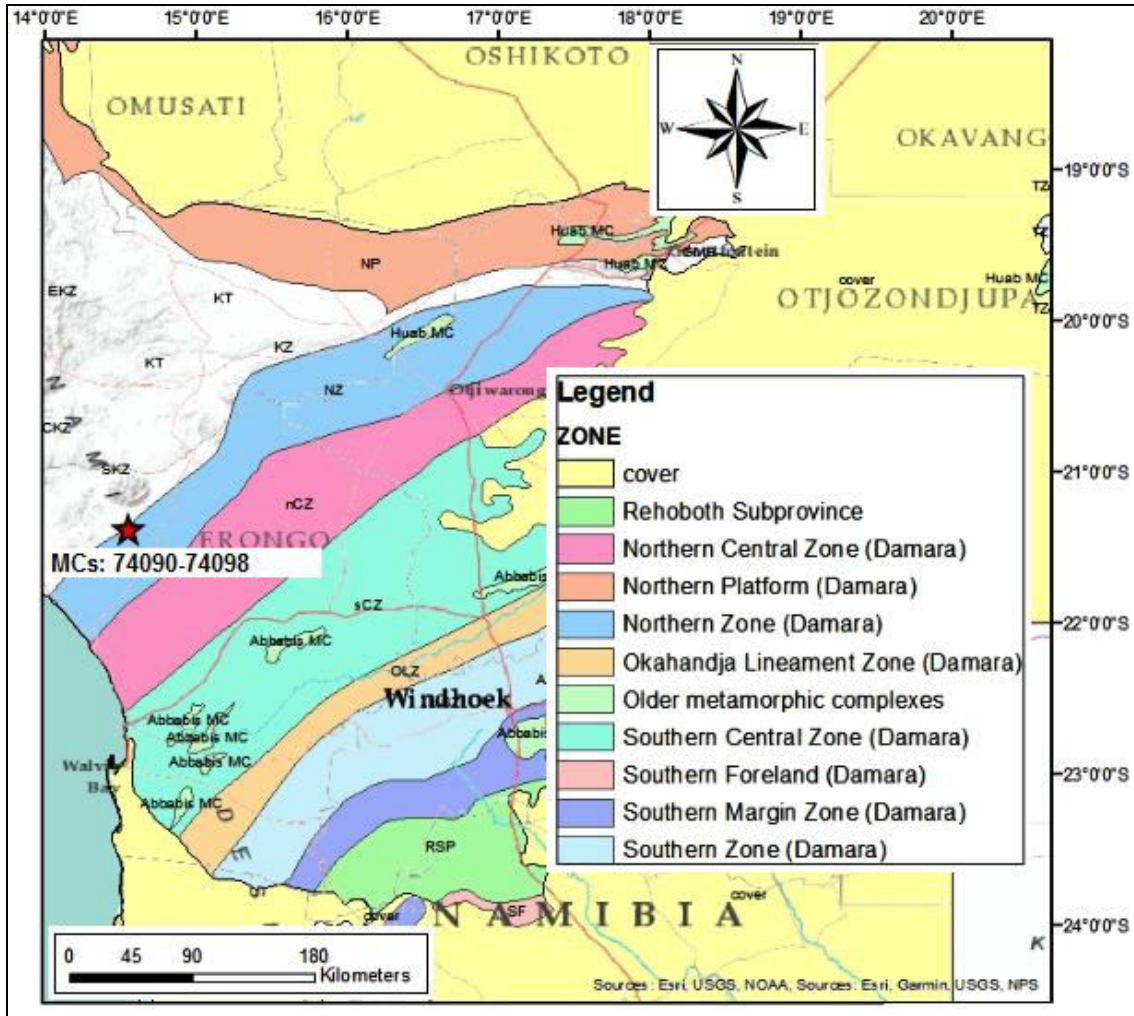 14°0'0"E 15°0'0"E 16°0'0"E 17°0'0"E 18°0'0"E 19°0'0"E 20°0'0"E
OSHIKOTO
OMUSATI
N
W E
S
OKAVANG
19°0'0"S
TZ
Huab MC
NP
Huab MC
cover
Huab MC
EKZ
KT
OTJOZONDJUPA
TZ
20°0'0"S
KZ
Huab MC
KT
NZ
Otjiwarong
CKZ
21°0'0"S
SKZ
nCZ
ERONGO
MCs: 74090-74098
Legend
ZONE
cover
Rehoboth Subprovince
Northern Central Zone (Damara)
Northern Platform (Damara)
Northern Zone (Damara)
Okahandja Lineament Zone (Damara)
Older metamorphic complexes
Southern Central Zone (Damara)
Southern Foreland (Damara)
Southern Margin Zone (Damara)
Southern Zone (Damara)
Abbabis
sCZ
22°0'0"S
Abbabis MC
OLZ
Windhoek
A
Abbabis MC
Abbabis MC
Abbabis
Abbabis MC
Walvis
Bay
23°0'0"S
Abbabis MC
D
E
S
RSP
cover
cover
SF
NAMIBIA
24°0'0"S
K
0 45 90 180
Kilometers
Sources: Esri, USGS, NOAA, Sources: Esri, Garmin, USGS, NPS